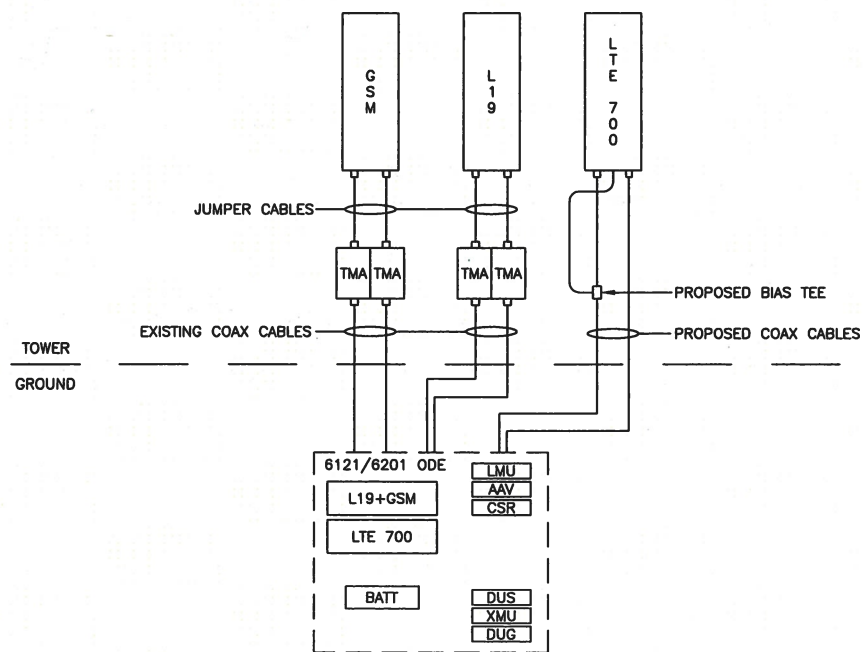 GSM
L19
LTE 700
JUMPER CABLES
TMA TMA
TMA TMA
PROPOSED BIAS TEE
EXISTING COAX CABLES
PROPOSED COAX CABLES
TOWER
GROUND
6121/6201 ODE
LMU
L19+GSM
AAV
CSR
LTE 700
BATT
DUS
XMU
DUG